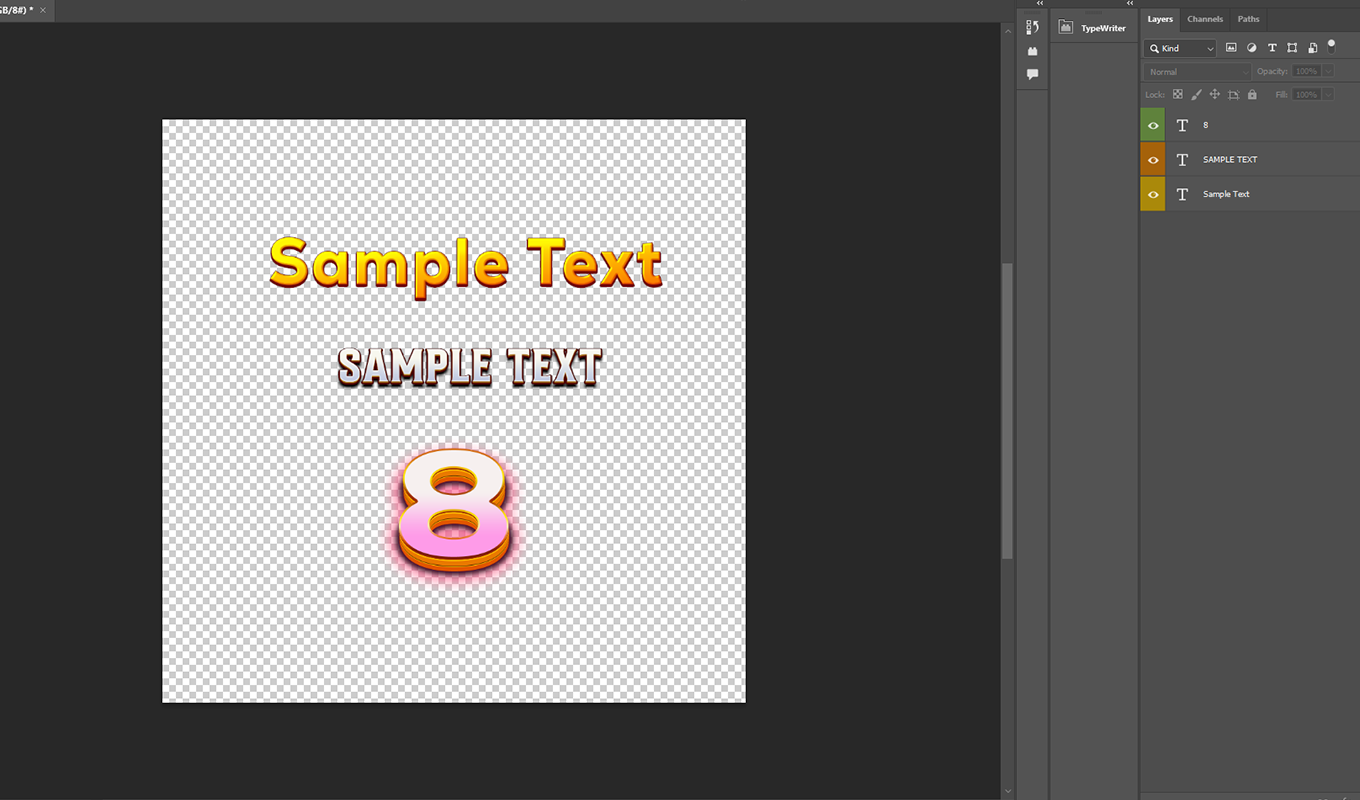 GB/8#) *
TypeWriter
Layers Channels Paths
Kind
Normal Opacity: 100%
Lock: Fill: 100%
8
SAMPLE TEXT
Sample Text
Sample Text
SAMPLE TEXT
8